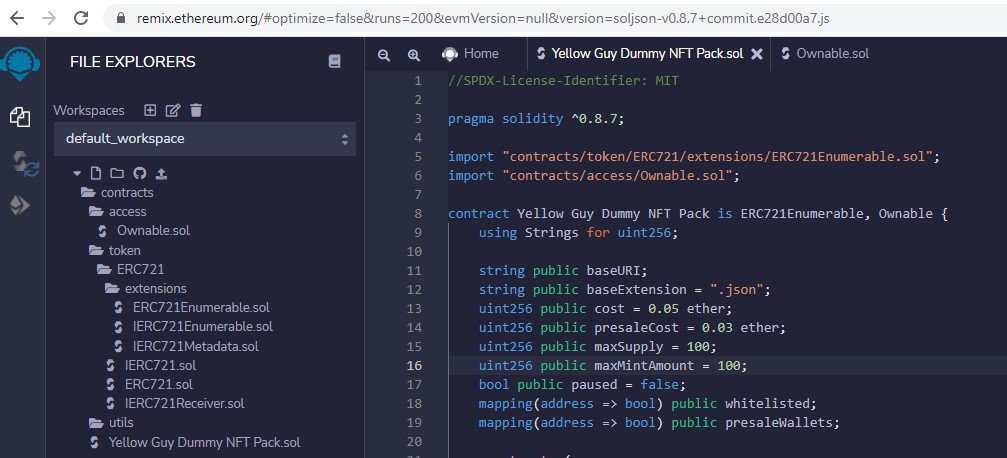 remix.ethereum.org/#optimize=false&runs=200&evmVersion=null&version=soljson-v0.8.7+commit.e28d00a7.js
FILE EXPLORERS
Workspaces
default_workspace
contracts
access
Ownable.sol
token
ERC721
extensions
ERC721Enumerable.sol
IERC721Enumerable.sol
IERC721Metadata.sol
IERC721.sol
ERC721.sol
IERC721Receiver.sol
utils
Yellow Guy Dummy NFT Pack.sol
Home Yellow Guy Dummy NFT Pack.sol Ownable.sol
1 //SPDX-License-Identifier: MIT
2
3 pragma solidity ^0.8.7;
4
5 import "contracts/token/ERC721/extensions/ERC721Enumerable.sol";
6 import "contracts/access/Ownable.sol";
7
8 contract Yellow Guy Dummy NFT Pack is ERC721Enumerable, Ownable {
9 using Strings for uint256;
10
11 string public baseURI;
12 string public baseExtension = ".json";
13 uint256 public cost = 0.05 ether;
14 uint256 public presaleCost = 0.03 ether;
15 uint256 public maxSupply = 100;
16 uint256 public maxMintAmount = 100;
17 bool public paused = false;
18 mapping(address => bool) public whitelisted;
19 mapping(address => bool) public presaleWallets;
20